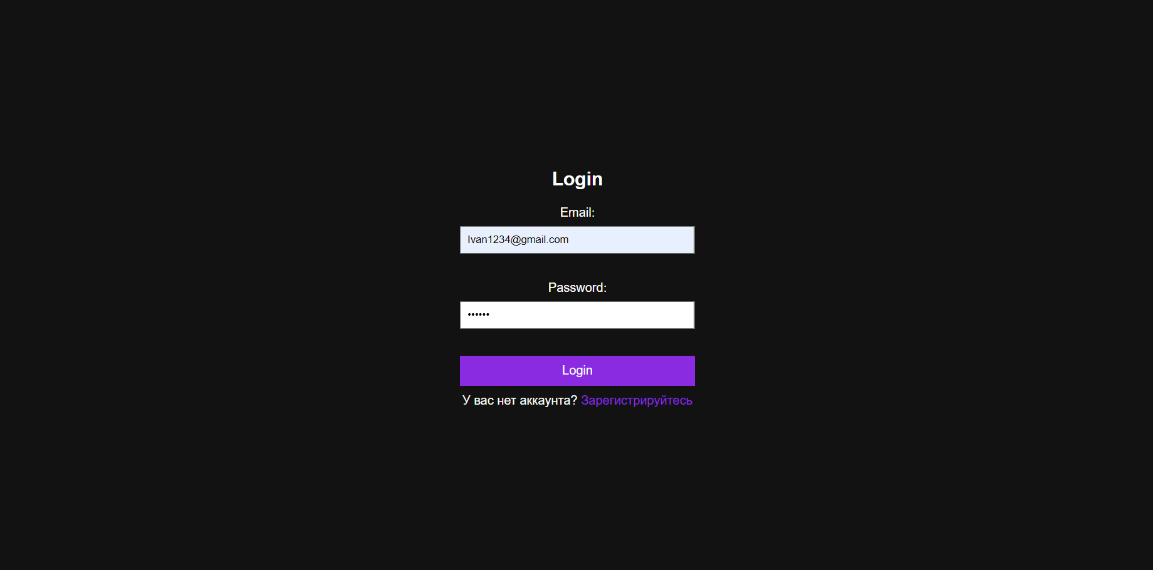 Login
Email:
Ivan1234@gmail.com
Password:
••••••
Login
У вас нет аккаунта? Зарегистрируйтесь